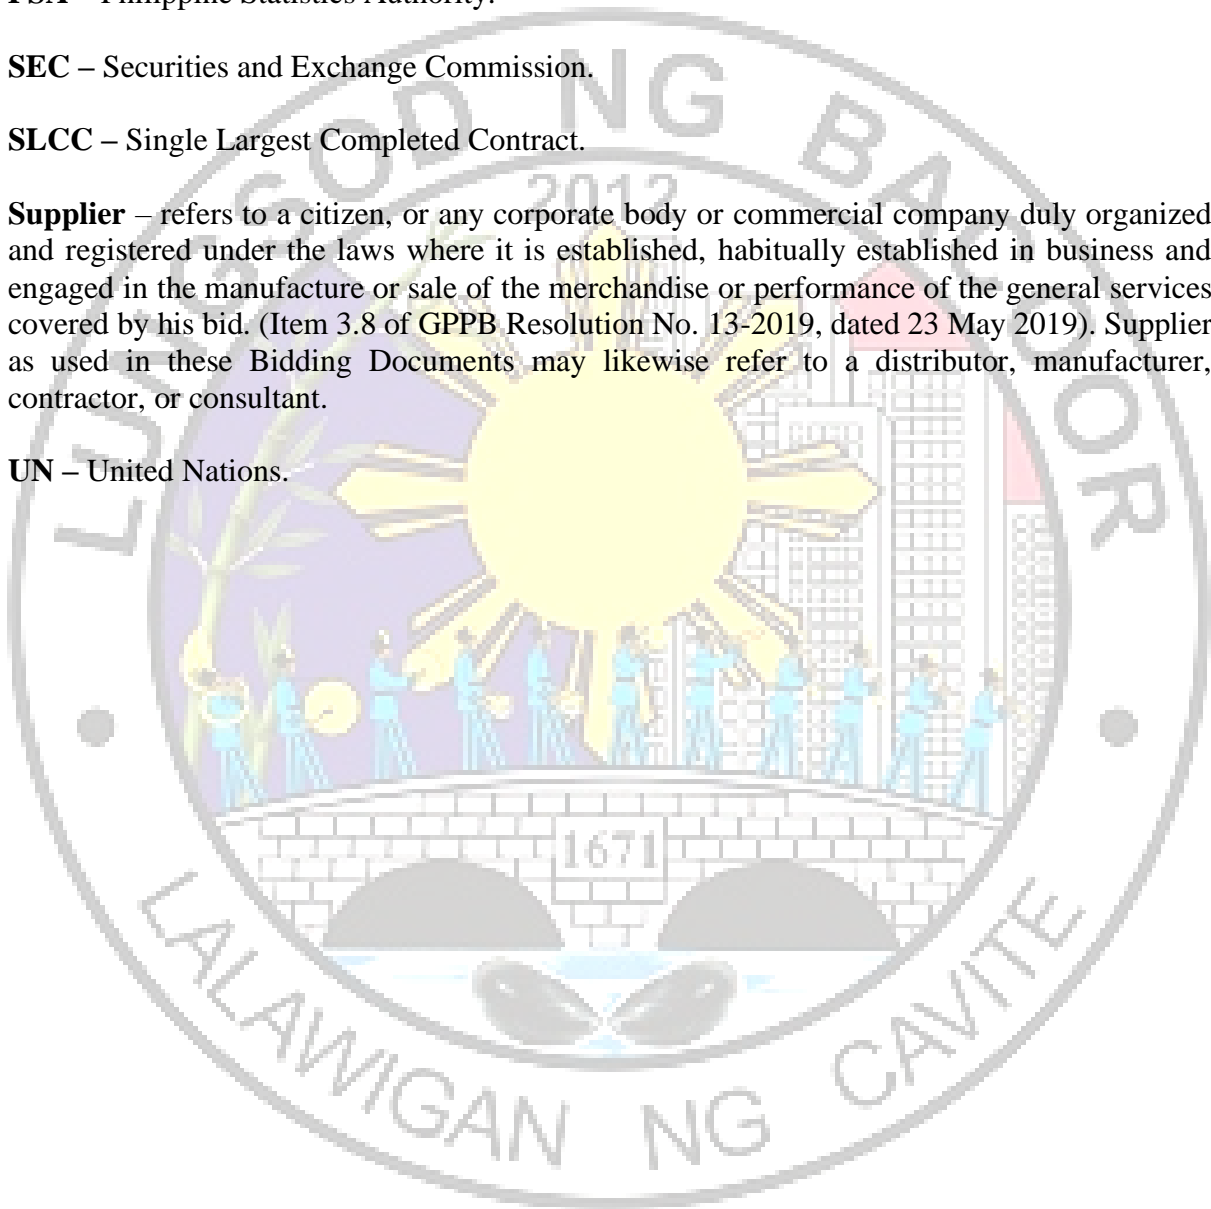 PSA – Philippine Statistics Authority.
SEC – Securities and Exchange Commission.
SLCC – Single Largest Completed Contract.
Supplier – refers to a citizen, or any corporate body or commercial company duly organized
and registered under the laws where it is established, habitually established in business and
engaged in the manufacture or sale of the merchandise or performance of the general services
covered by his bid. (Item 3.8 of GPPB Resolution No. 13-2019, dated 23 May 2019). Supplier
as used in these Bidding Documents may likewise refer to a distributor, manufacturer,
contractor, or consultant.
UN – United Nations.
LUNGSOD NG BACOOR
2012
1671
LALAWIGAN NG CAVITE